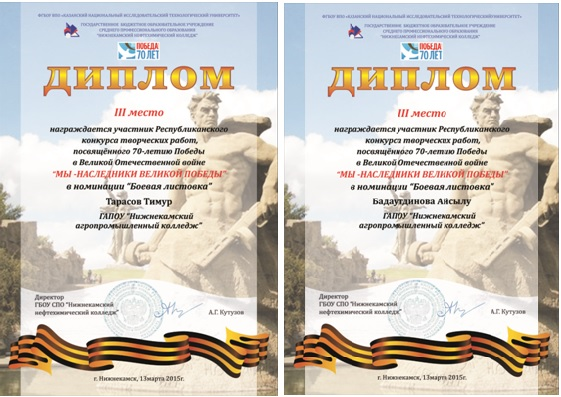 ФГБОУ ВПО «КАЗАНСКИЙ НАЦИОНАЛЬНЫЙ ИССЛЕДОВАТЕЛЬСКИЙ ТЕХНОЛОГИЧЕСКИЙ УНИВЕРСИТЕТ»
ГОСУДАРСТВЕННОЕ БЮДЖЕТНОЕ ОБРАЗОВАТЕЛЬНОЕ УЧРЕЖДЕНИЕ
СРЕДНЕГО ПРОФЕССИОНАЛЬНОГО ОБРАЗОВАНИЯ
"НИЖНЕКАМСКИЙ НЕФТЕХИМИЧЕСКИЙ КОЛЛЕДЖ"
ПОБЕДА
70 ЛЕТ
ДИПЛОМ
III место
награждается участник Республиканского
конкурса творческих работ,
посвящённого 70-летию Победы
в Великой Отечественной войне
"МЫ -НАСЛЕДНИКИ ВЕЛИКОЙ ПОБЕДЫ"
в номинации "Боевая листовка"
Тарасов Тимур
ГАПОУ "Нижнекамский
агропромышленный колледж"
Директор
ГБОУ СПО "Нижнекамский
нефтехимический колледж"
А.Г. Кутузов
г. Нижнекамск, 13марта 2015г.
ФГБОУ ВПО «КАЗАНСКИЙ НАЦИОНАЛЬНЫЙ ИССЛЕДОВАТЕЛЬСКИЙ ТЕХНОЛОГИЧЕСКИЙ УНИВЕРСИТЕТ»
ГОСУДАРСТВЕННОЕ БЮДЖЕТНОЕ ОБРАЗОВАТЕЛЬНОЕ УЧРЕЖДЕНИЕ
СРЕДНЕГО ПРОФЕССИОНАЛЬНОГО ОБРАЗОВАНИЯ
"НИЖНЕКАМСКИЙ НЕФТЕХИМИЧЕСКИЙ КОЛЛЕДЖ"
ПОБЕДА
70 ЛЕТ
ДИПЛОМ
III место
награждается участник Республиканского
конкурса творческих работ,
посвящённого 70-летию Победы
в Великой Отечественной войне
"МЫ -НАСЛЕДНИКИ ВЕЛИКОЙ ПОБЕДЫ"
в номинации "Боевая листовка"
Бадаутдинова Айсылу
ГАПОУ "Нижнекамский
агропромышленный колледж"
Директор
ГБОУ СПО "Нижнекамский
нефтехимический колледж"
А.Г. Кутузов
г. Нижнекамск, 13марта 2015г.